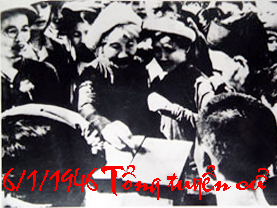 6/1/1946 Tổng tuyển cử